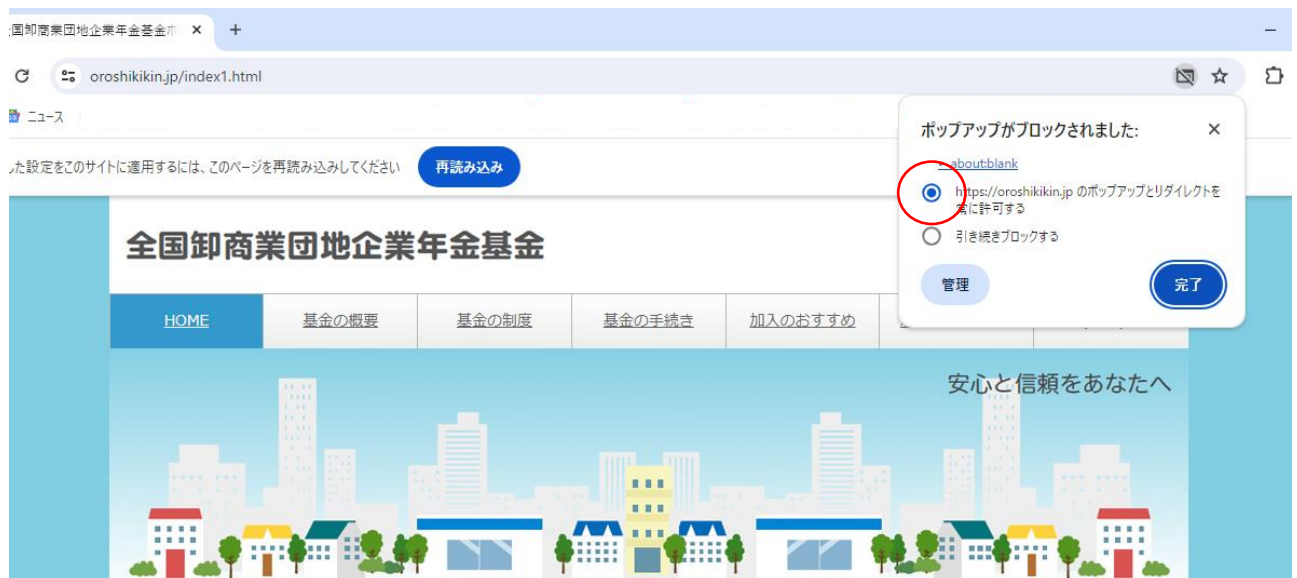 国卸商業団地企業年金基金ホ
oroshikikin.jp/index1.html
ニュース
ポップアップがブロックされました:
about:blank
https://oroshikikin.jp のポップアップとリダイレクトを
常に許可する
引き続きブロックする
管理
完了
した設定をこのサイトに適用するには、このページを再読み込みしてください
再読み込み
全国卸商業団地企業年金基金
HOME
基金の概要
基金の制度
基金の手続き
加入のおすすめ
安心と信頼をあなたへ